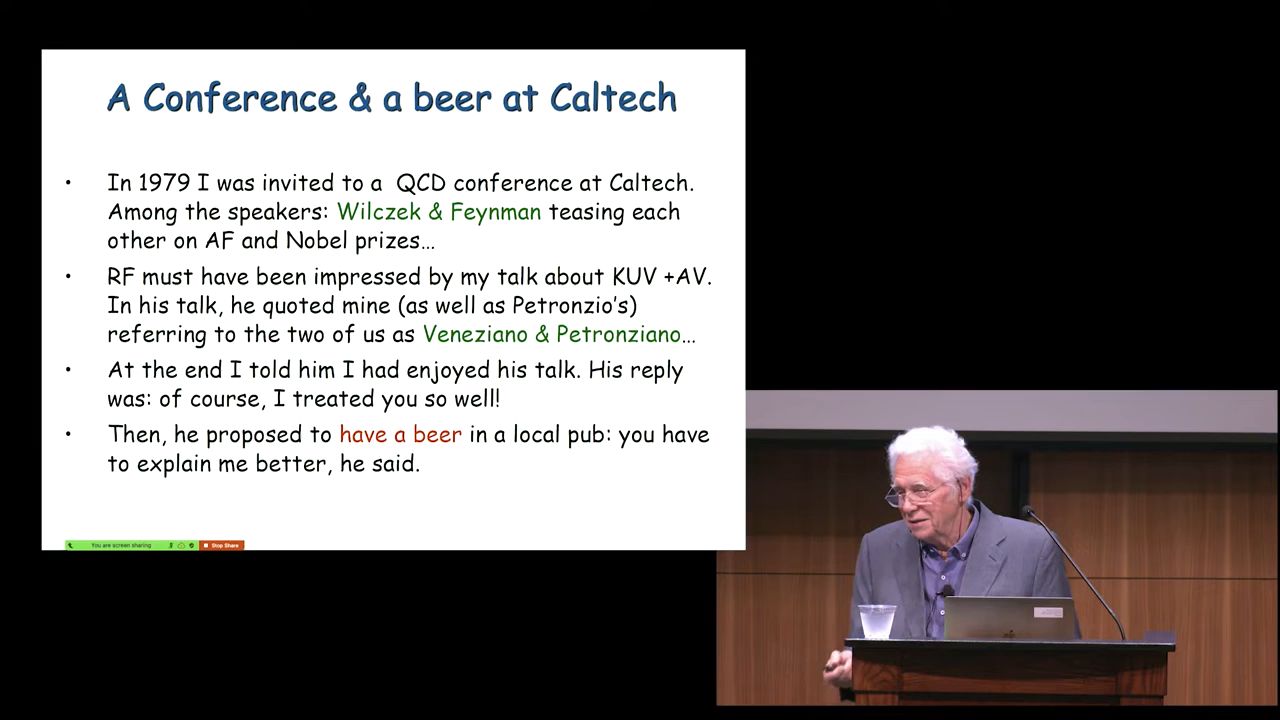 A Conference & a beer at Caltech
• In 1979 I was invited to a QCD conference at Caltech.
Among the speakers: Wilczek & Feynman teasing each
other on AF and Nobel prizes…
• RF must have been impressed by my talk about KUV +AV.
In his talk, he quoted mine (as well as Petronzio's)
referring to the two of us as Veneziano & Petronziano…
• At the end I told him I had enjoyed his talk. His reply
was: of course, I treated you so well!
• Then, he proposed to have a beer in a local pub: you have
to explain me better, he said.
You are screen sharing
Stop Share